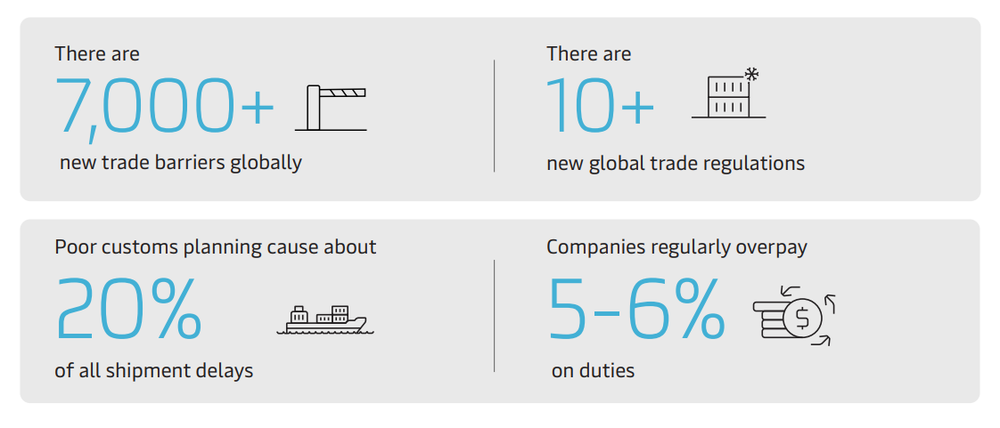 There are
7,000+
new trade barriers globally
There are
10+
new global trade regulations
Poor customs planning cause about
20%
of all shipment delays
Companies regularly overpay
5-6%
on duties
$